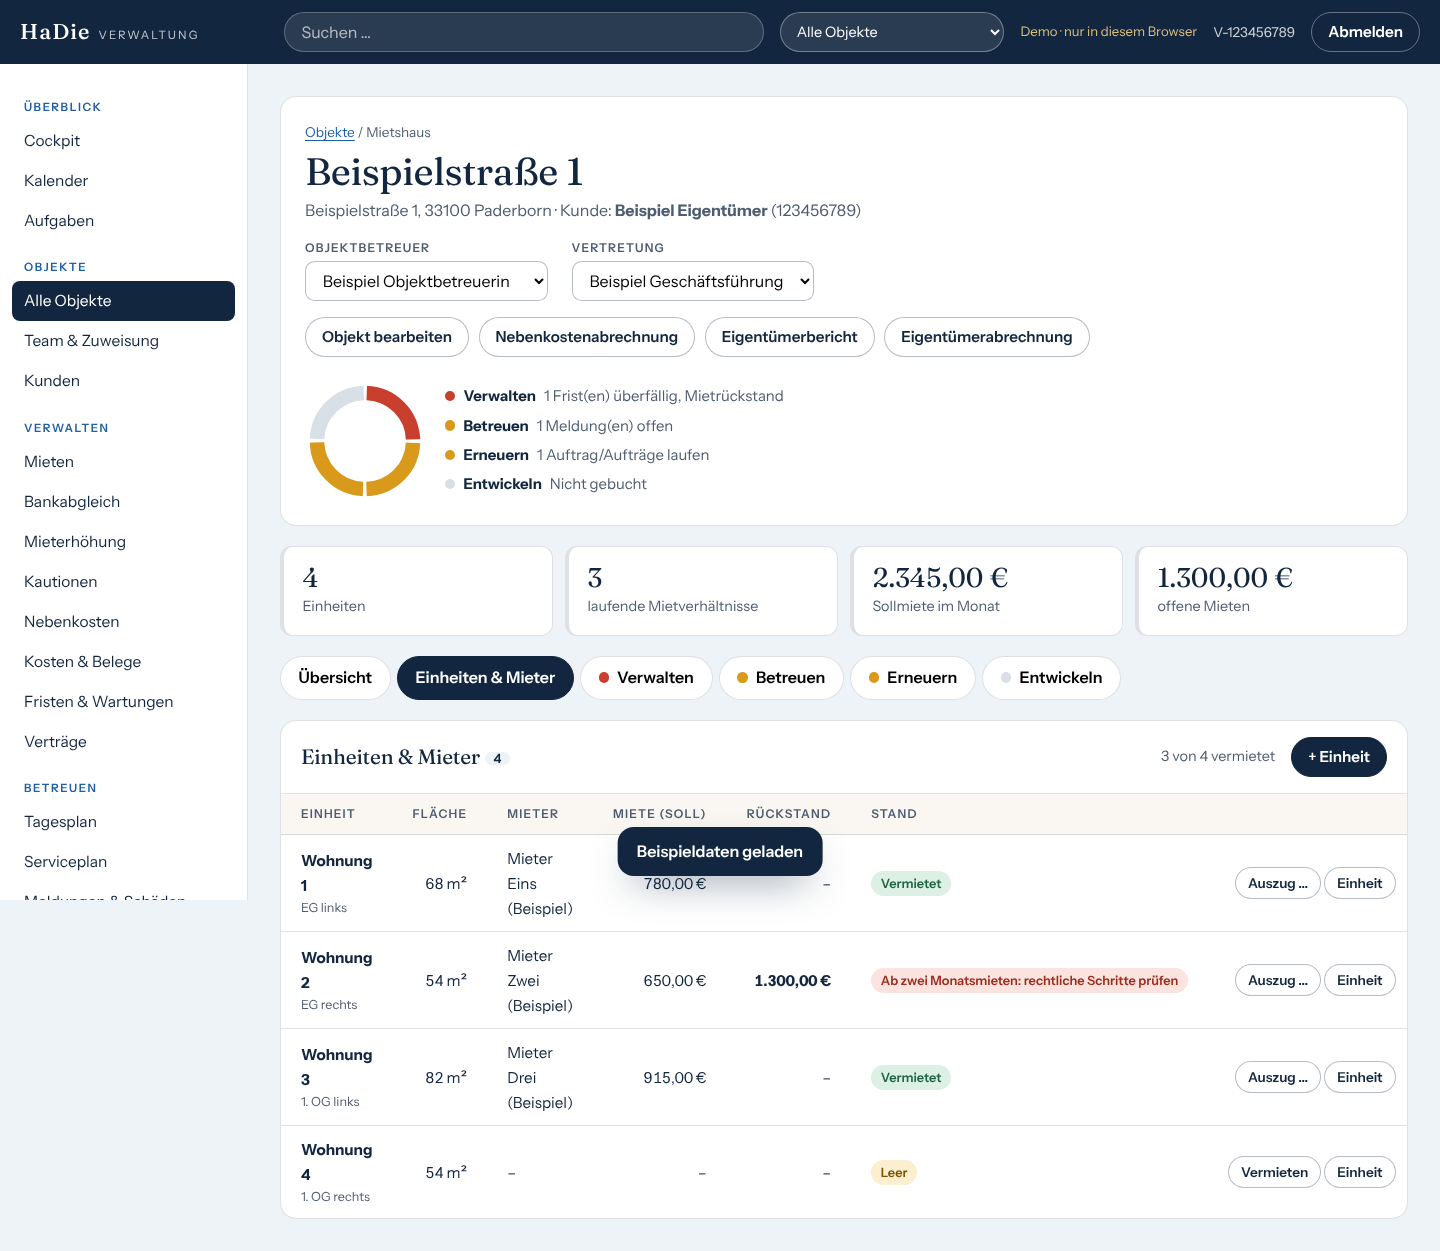 HaDie VERWALTUNG
Suchen ...
Alle Objekte
Demo · nur in diesem Browser
V-123456789
Abmelden
ÜBERBLICK
Cockpit
Kalender
Aufgaben
OBJEKTE
Alle Objekte
Team & Zuweisung
Kunden
VERWALTEN
Mieten
Bankabgleich
Mieterhöhung
Kautionen
Nebenkosten
Kosten & Belege
Fristen & Wartungen
Verträge
BETREUEN
Tagesplan
Serviceplan
Meldungen & Schäden
Objekte / Mietshaus
Beispielstraße 1
Beispielstraße 1, 33100 Paderborn · Kunde: Beispiel Eigentümer (123456789)
OBJEKTBETREUER
Beispiel Objektbetreuerin
VERTRETUNG
Beispiel Geschäftsführung
Objekt bearbeiten
Nebenkostenabrechnung
Eigentümerbericht
Eigentümerabrechnung
Verwalten 1 Frist(en) überfällig, Mietrückstand
Betreuen 1 Meldung(en) offen
Erneuern 1 Auftrag/Aufträge laufen
Entwickeln Nicht gebucht
4
Einheiten
3
laufende Mietverhältnisse
2.345,00 €
Sollmiete im Monat
1.300,00 €
offene Mieten
Übersicht
Einheiten & Mieter
Verwalten
Betreuen
Erneuern
Entwickeln
Einheiten & Mieter 4
3 von 4 vermietet
+ Einheit
EINHEIT FLÄCHE MIETER MIETE (SOLL) RÜCKSTAND STAND
Beispieldaten geladen
Wohnung
1
EG links
68 m²
Mieter
Eins
(Beispiel)
780,00 €
–
Vermietet
Auszug ...
Einheit
Wohnung
2
EG rechts
54 m²
Mieter
Zwei
(Beispiel)
650,00 €
1.300,00 €
Ab zwei Monatsmieten: rechtliche Schritte prüfen
Auszug ...
Einheit
Wohnung
3
1. OG links
82 m²
Mieter
Drei
(Beispiel)
915,00 €
–
Vermietet
Auszug ...
Einheit
Wohnung
4
1. OG rechts
54 m²
–
–
–
Leer
Vermieten
Einheit